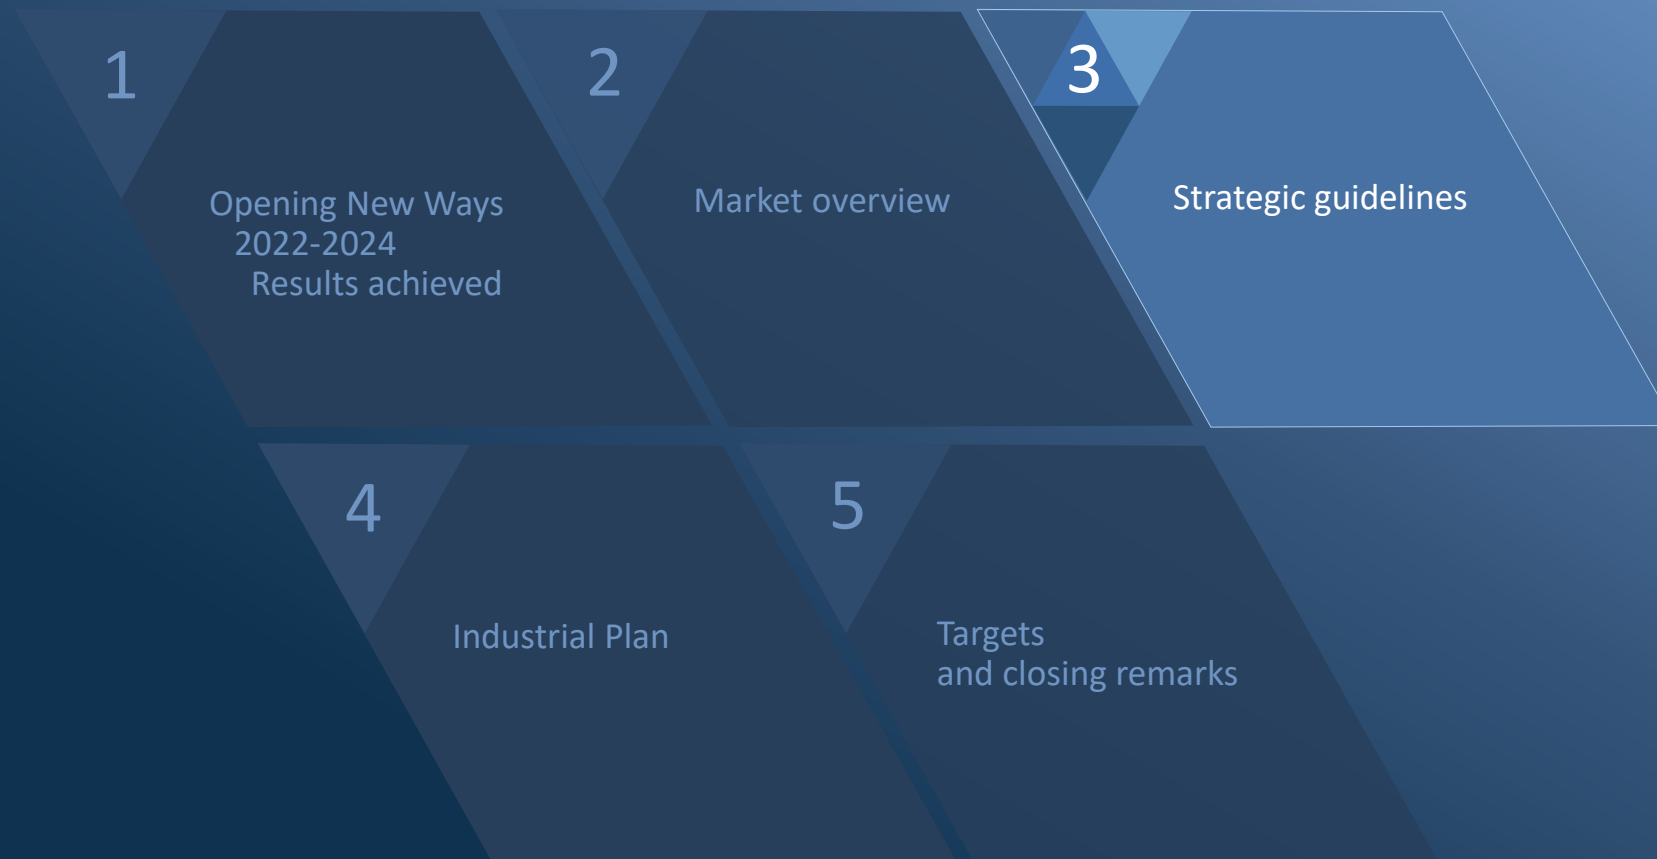 1
Opening New Ways
2022-2024
Results achieved
2
Market overview
3
Strategic guidelines
4
Industrial Plan
5
Targets
and closing remarks